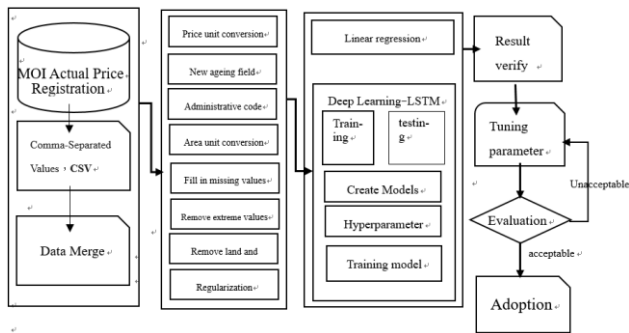 MOI Actual Price
Registration
Comma-Separated
Values，CSV
Data Merge
Price unit conversion
New ageing field
Administrative code
Area unit conversion
Fill in missing values
Remove extreme values
Remove land and
Regularization
Linear regression
Deep Learning–LSTM
Train-
ing
testin-
g
Create Models
Hyperparameter
Training model
Result
verify
Tuning
parameter
Unacceptable
Evaluation
acceptable
Adoption